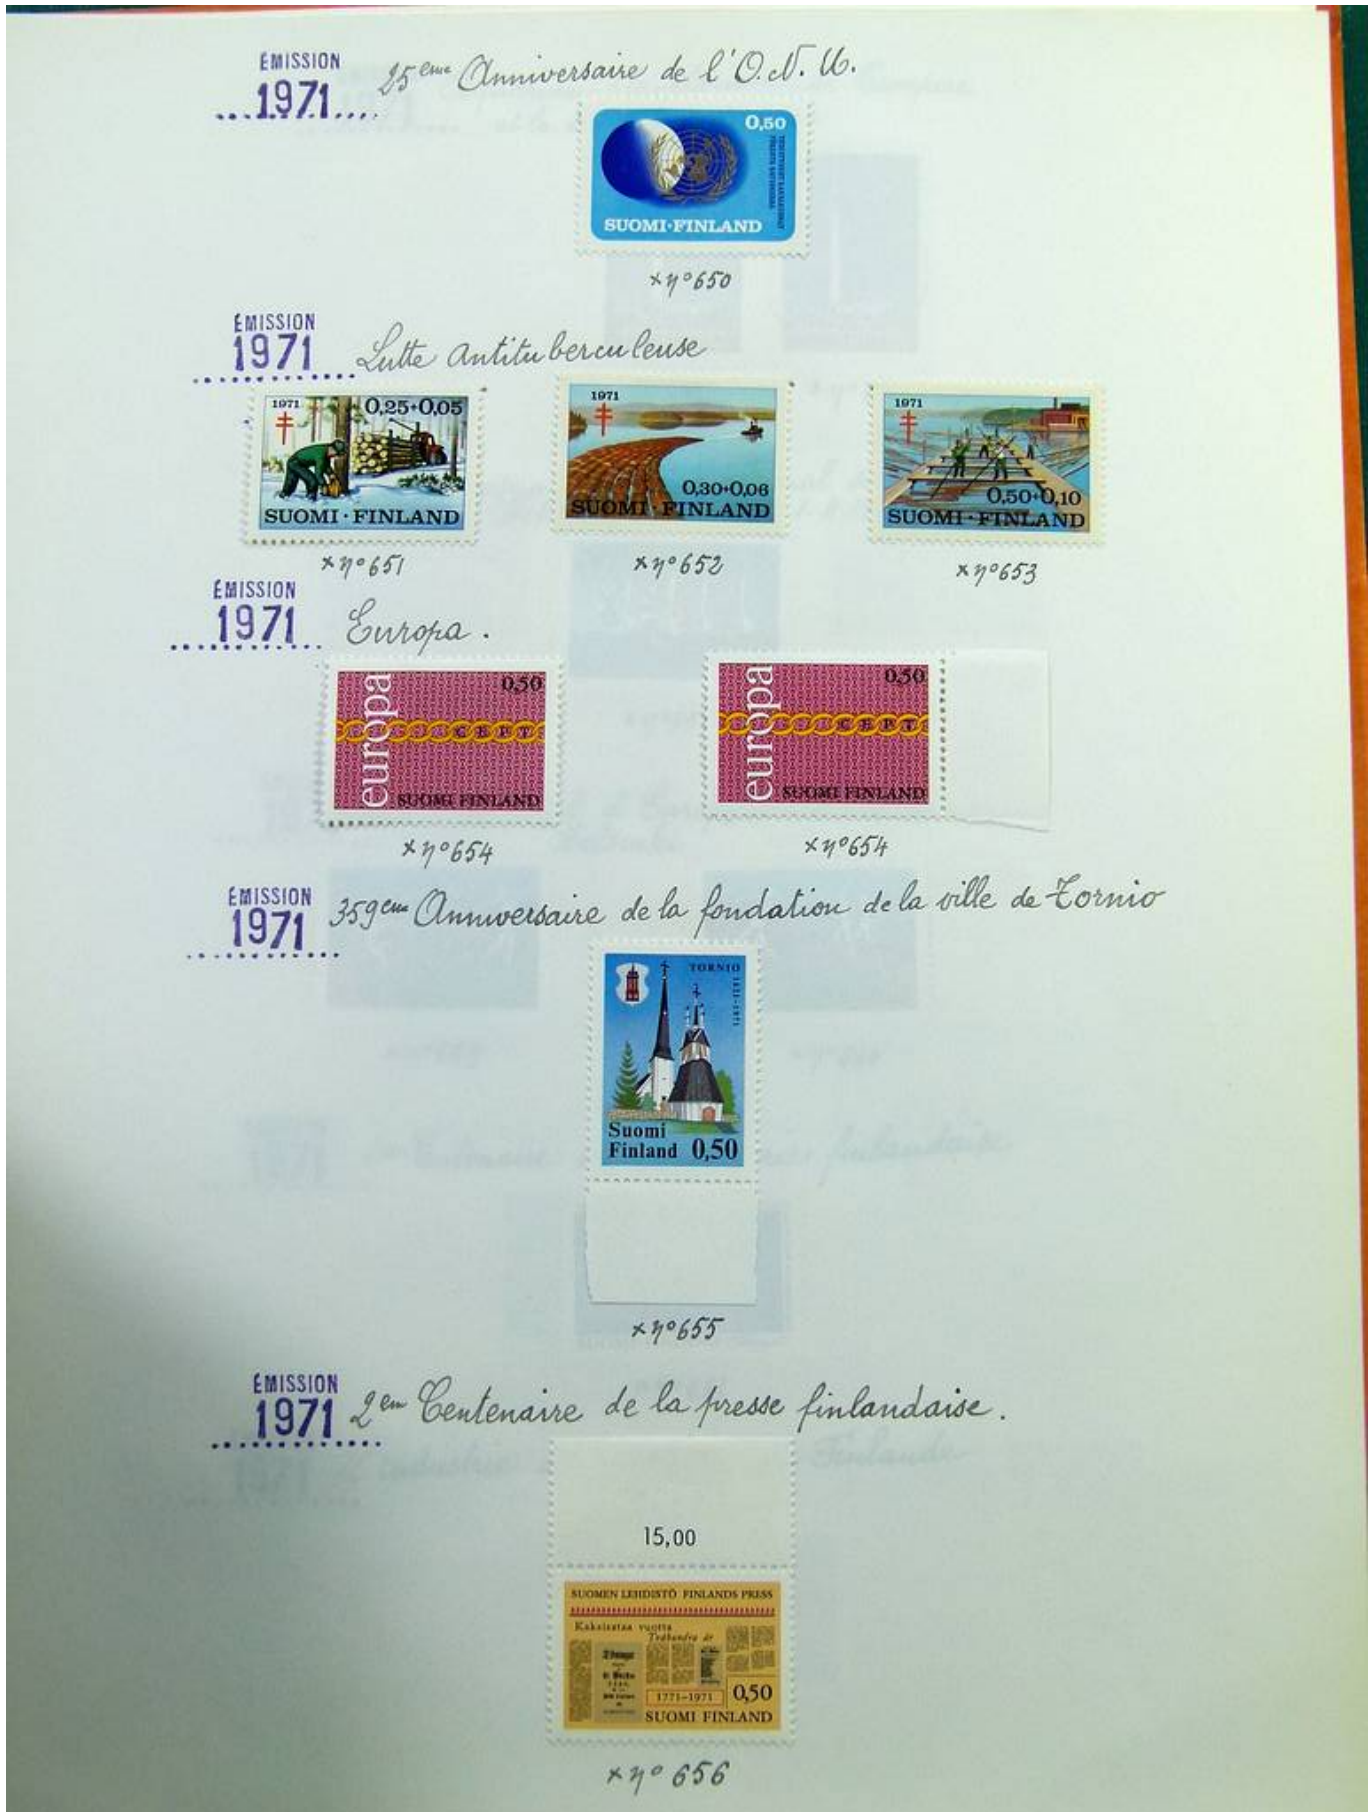 ÉMISSION
1971
25eme Anniversaire de l'O.N.U.
0,50
SUOMI·FINLAND
x n°650
ÉMISSION
1971
Lutte antituberculeuse
1971
0,25+0,05
SUOMI · FINLAND
1971
0,30+0,06
SUOMI · FINLAND
1971
0,50+0,10
SUOMI · FINLAND
x n°651
x n°652
x n°653
ÉMISSION
1971
Europa.
europa
0,50
CEPT
SUOMI FINLAND
europa
0,50
CEPT
SUOMI FINLAND
x n°654
x n°654
ÉMISSION
1971
359eme Anniversaire de la fondation de la ville de Tornio
TORNIO
1621-1971
Suomi
Finland 0,50
x n°655
ÉMISSION
1971
2em Centenaire de la presse finlandaise.
15,00
SUOMEN LEHDISTÖ FINLANDS PRESS
Kaksisataa vuotta
Tvåhundra år
1771-1971
0,50
SUOMI FINLAND
x n° 656